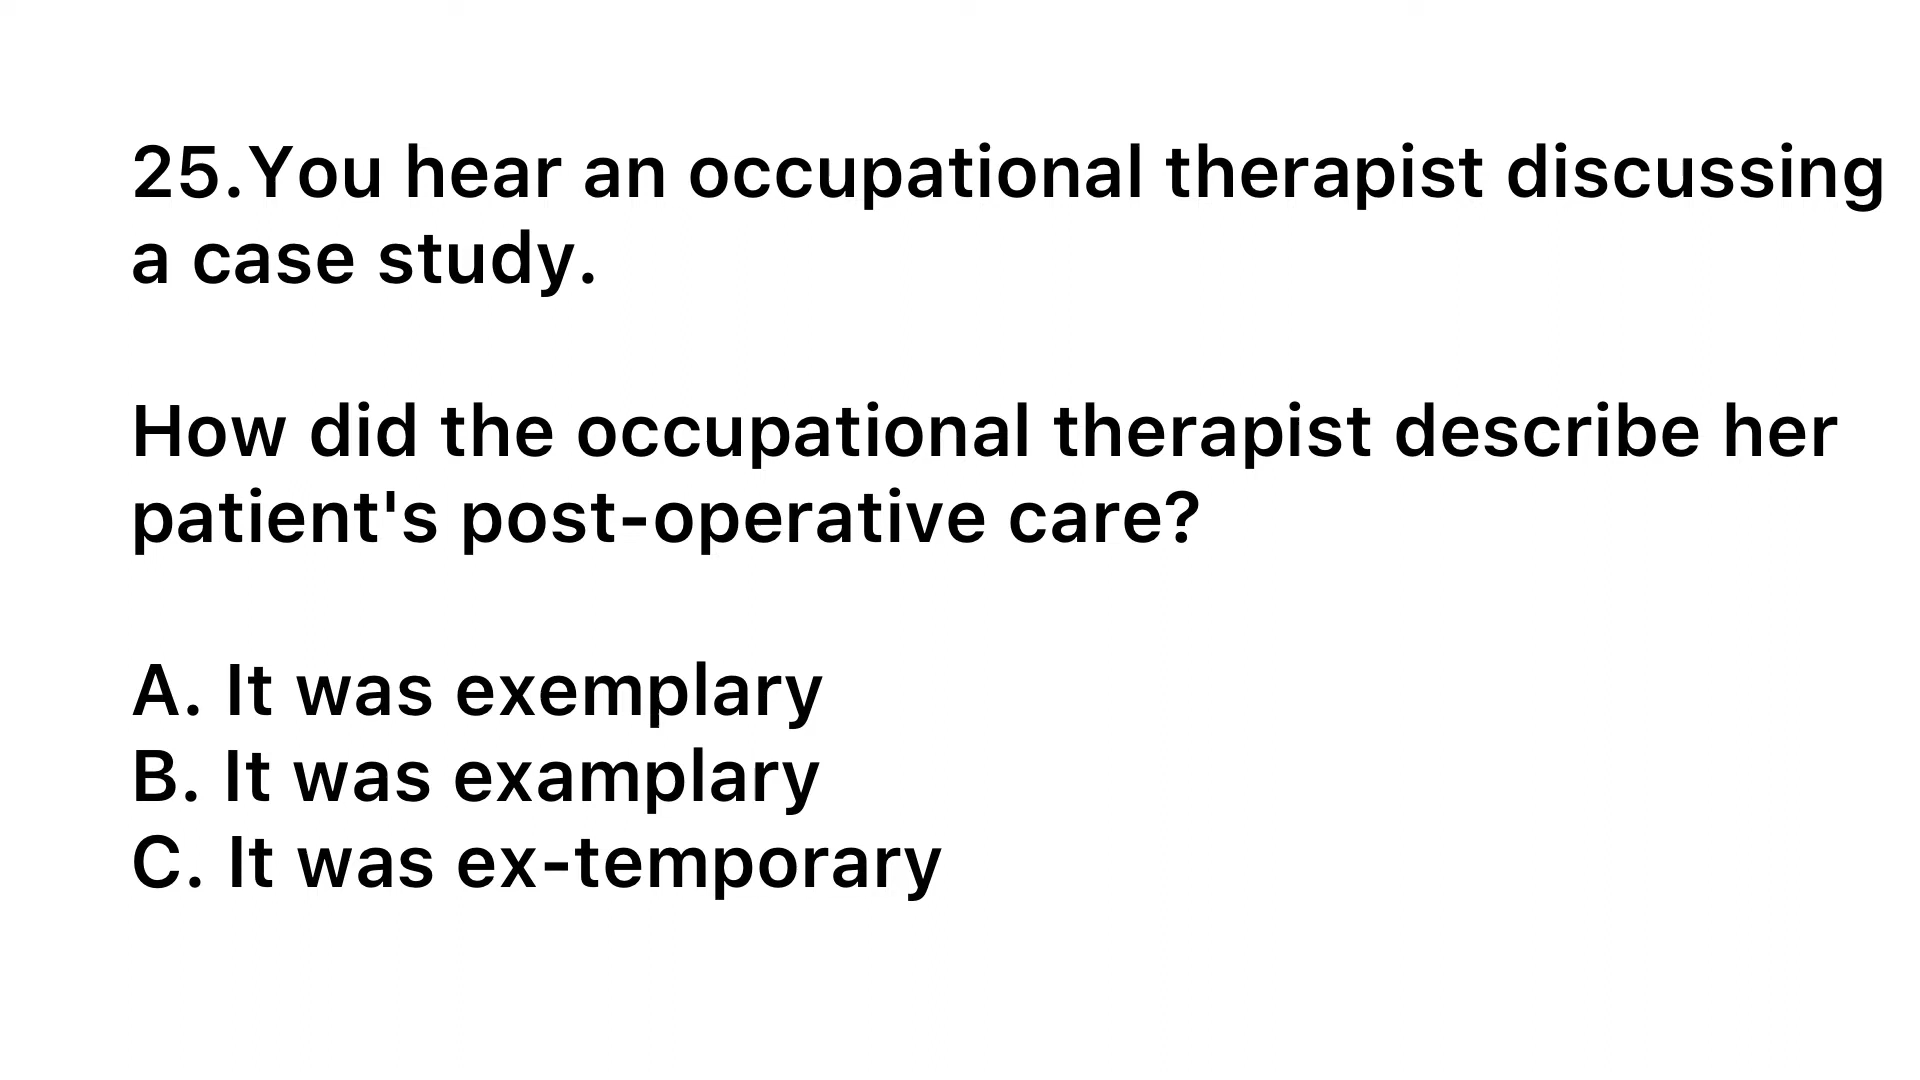 25.You hear an occupational therapist discussing
a case study.
How did the occupational therapist describe her
patient's post-operative care?
A. It was exemplary
B. It was examplary
C. It was ex-temporary